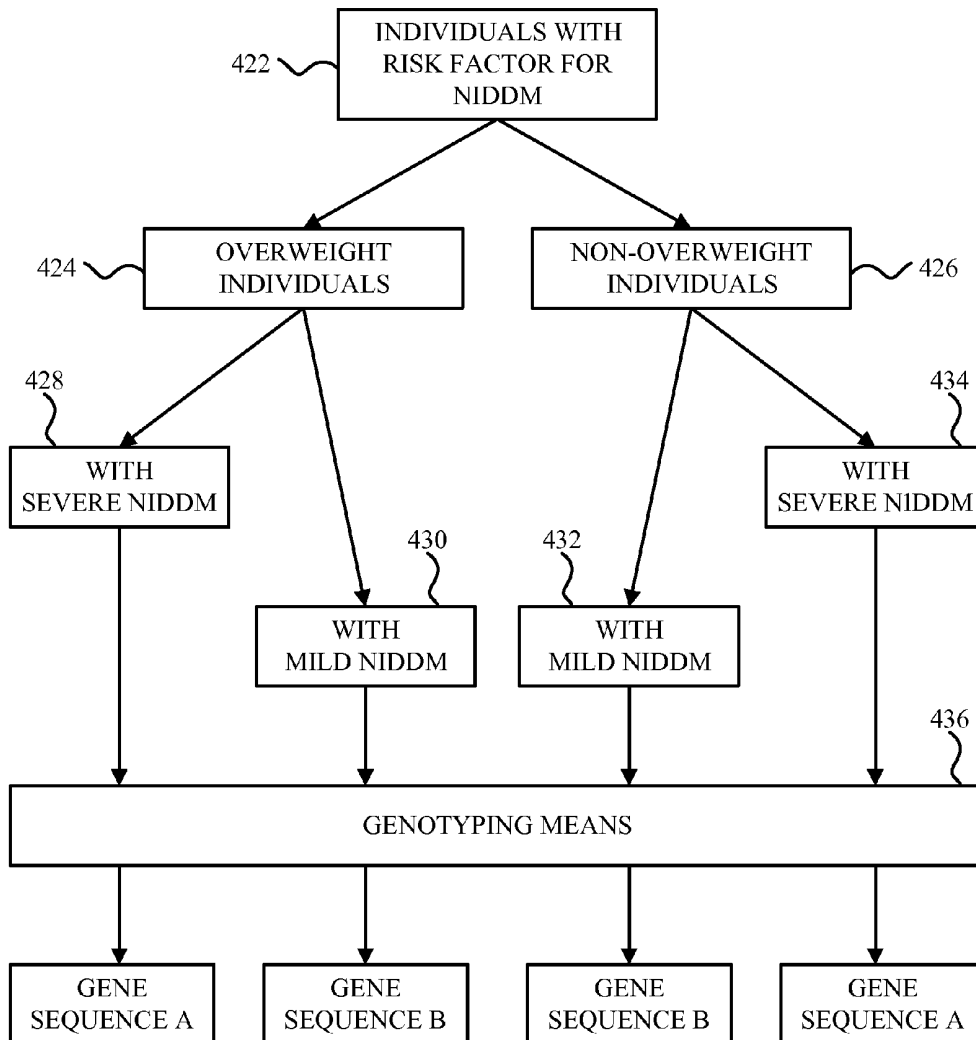 INDIVIDUALS WITH
RISK FACTOR FOR
NIDDM
422
OVERWEIGHT
INDIVIDUALS
424
NON-OVERWEIGHT
INDIVIDUALS
426
428
WITH
SEVERE NIDDM
434
WITH
SEVERE N1DDM
430
WITH
MILD NIDDM
432
WITH
MILD NIDDM
436
GENOTYPING MEANS
GENE
SEQUENCE A
GENE
SEQUENCE B
GENE
SEQUENCE B
GENE
SEQUENCE A